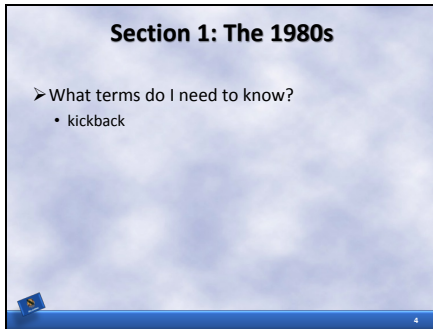 Section 1: The 1980s
➢What terms do I need to know?
• kickback
4